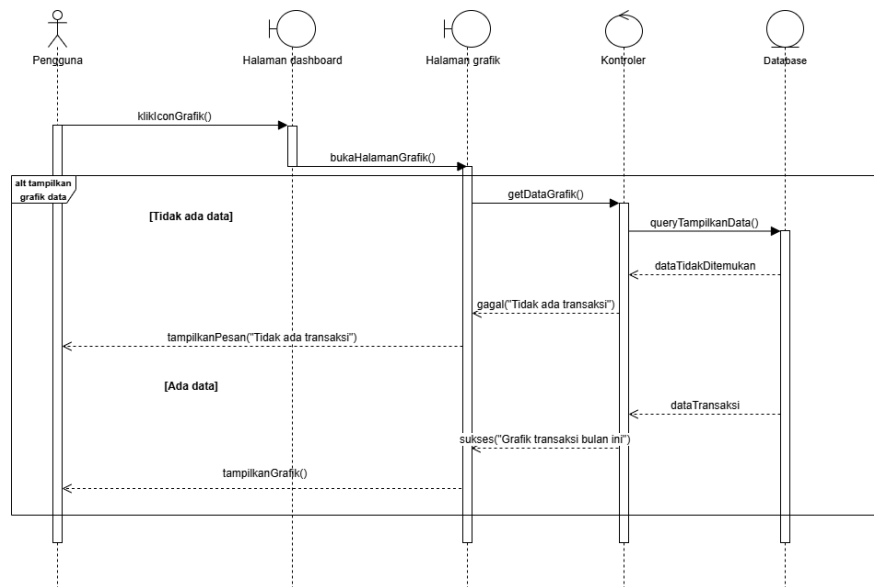 Pengguna
Halaman dashboard
Halaman grafik
Kontroler
Database
klikIconGrafik()
bukaHalamanGrafik()
alt tampilkan
grafik data
getDataGrafik()
[Tidak ada data]
queryTampilkanData()
dataTidakDitemukan
gagal("Tidak ada transaksi")
tampilkanPesan("Tidak ada transaksi")
[Ada data]
dataTransaksi
sukses("Grafik transaksi bulan ini")
tampilkanGrafik()